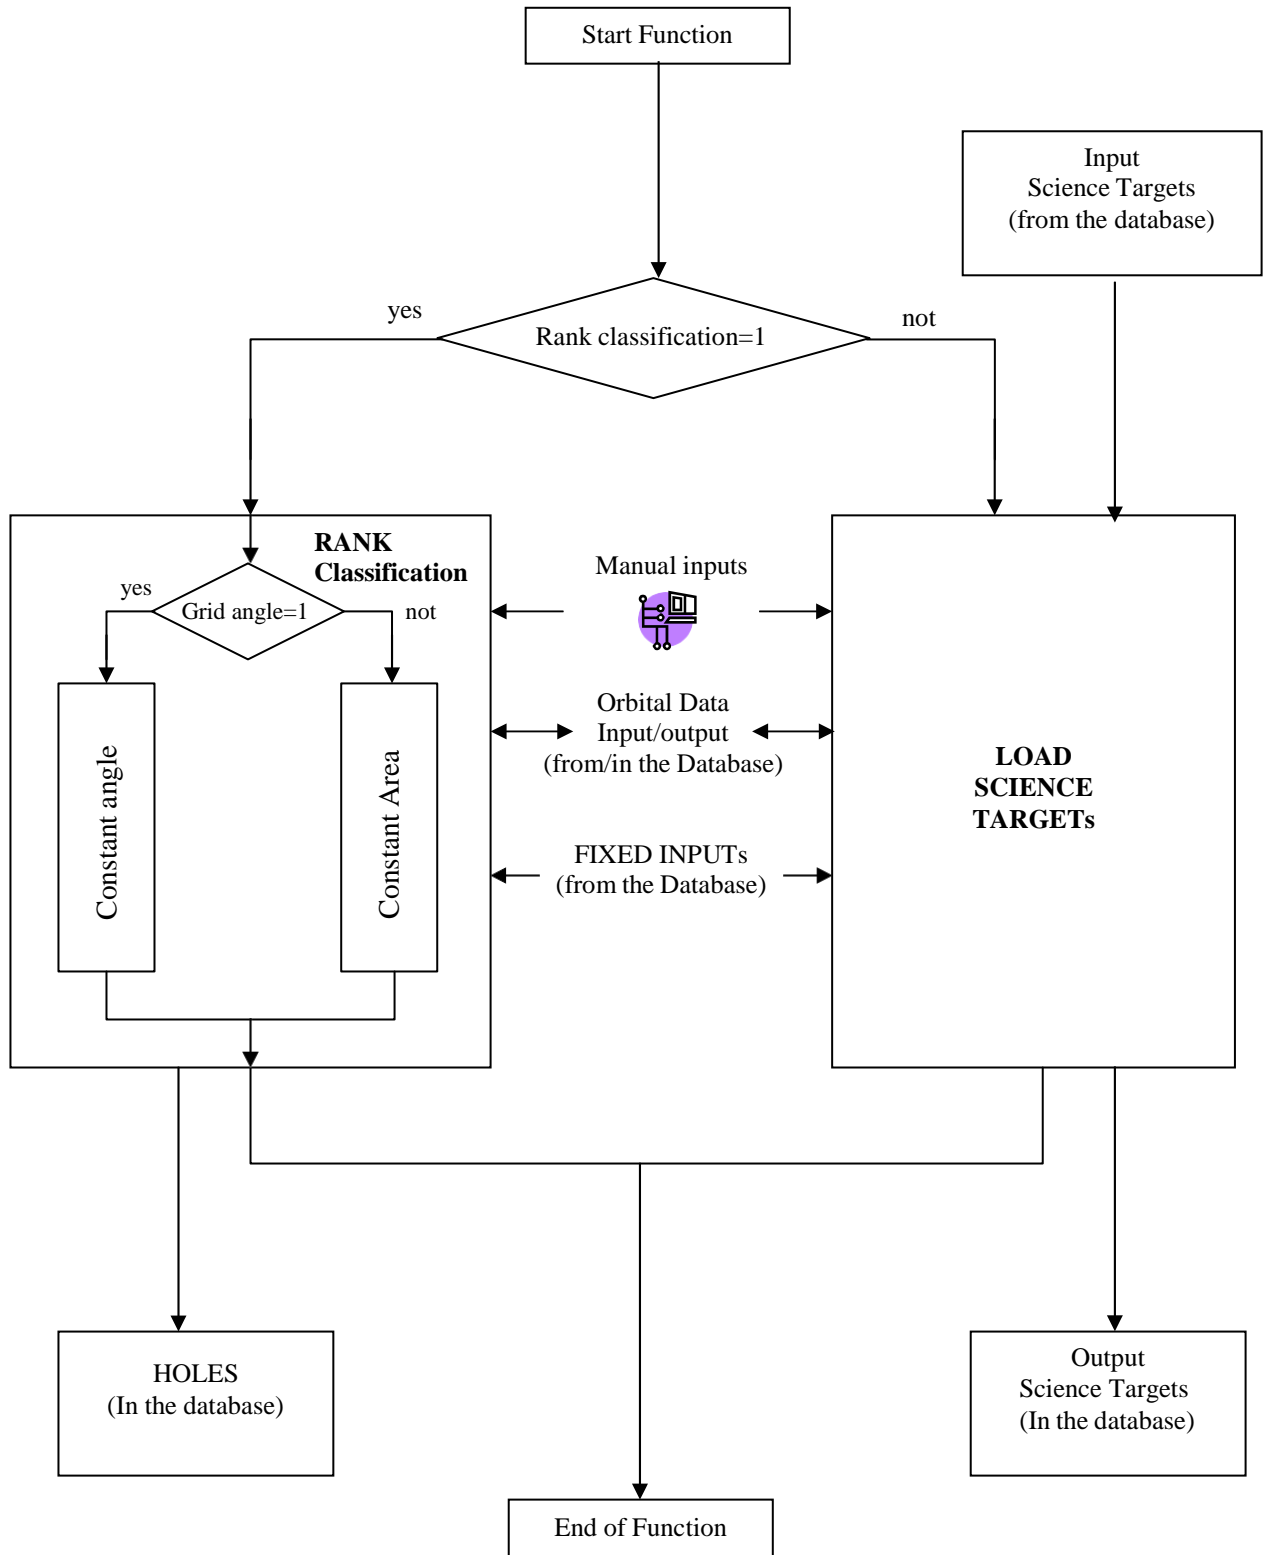 Start Function
Input
Science Targets
(from the database)
yes
Rank classification=1
not
RANK
Classification
yes
Grid angle=1
not
Constant angle
Constant Area
Manual inputs
Orbital Data
Input/output
(from/in the Database)
FIXED INPUTs
(from the Database)
LOAD
SCIENCE
TARGETs
HOLES
(In the database)
Output
Science Targets
(In the database)
End of Function